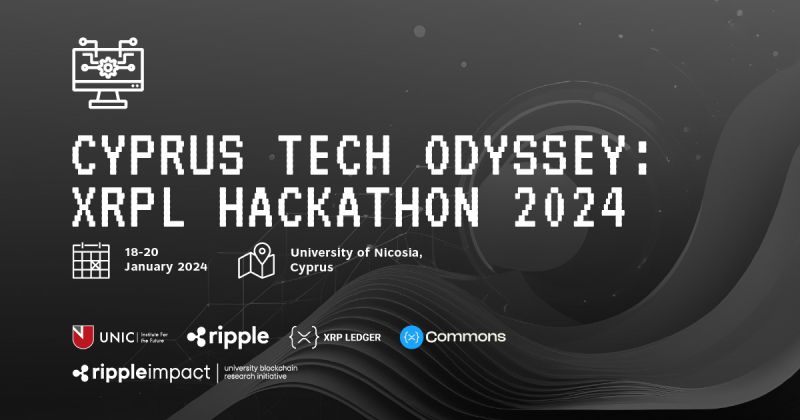 CYPRUS TECH ODYSSEY:
XRPL HACKATHON 2024
18-20
January 2024
University of Nicosia,
Cyprus
UNIC | Institute For
the Future
ripple
{X} XRP LEDGER
{X} Commons
rippleimpact | university blockchain
research initiative